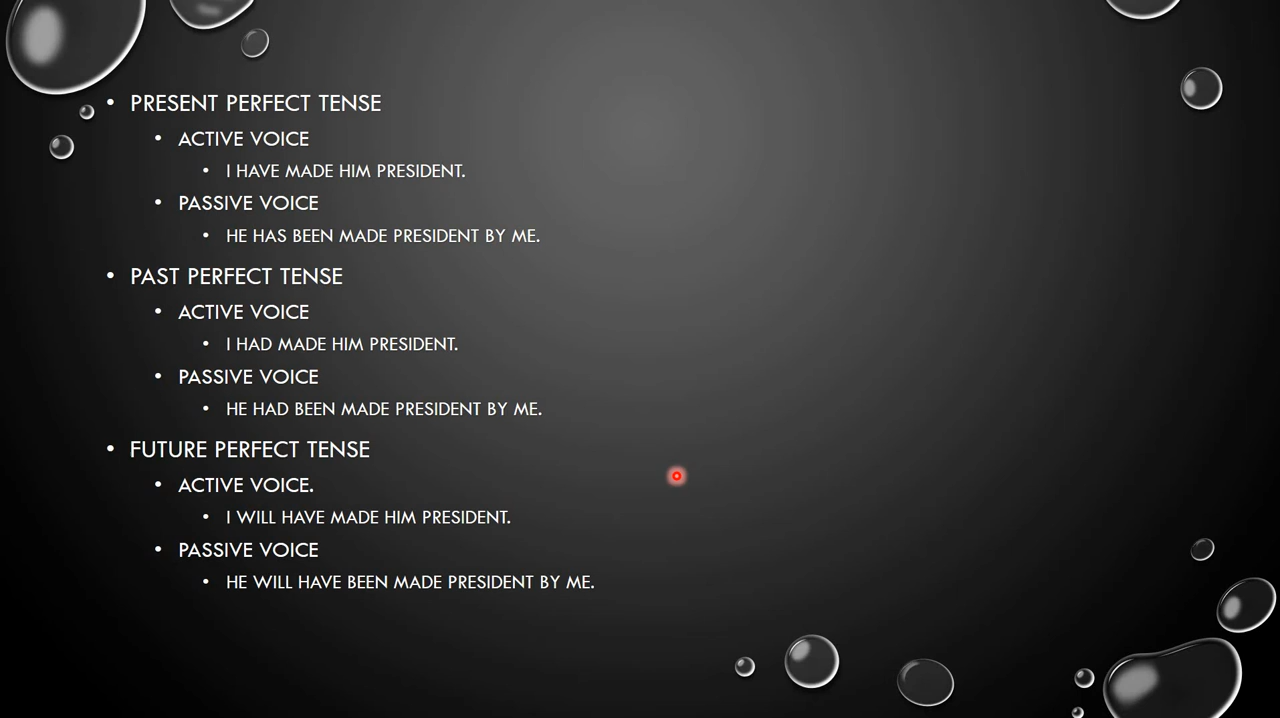 PRESENT PERFECT TENSE
ACTIVE VOICE
I HAVE MADE HIM PRESIDENT.
PASSIVE VOICE
HE HAS BEEN MADE PRESIDENT BY ME.
PAST PERFECT TENSE
ACTIVE VOICE
I HAD MADE HIM PRESIDENT.
PASSIVE VOICE
HE HAD BEEN MADE PRESIDENT BY ME.
FUTURE PERFECT TENSE
ACTIVE VOICE.
I WILL HAVE MADE HIM PRESIDENT.
PASSIVE VOICE
HE WILL HAVE BEEN MADE PRESIDENT BY ME.